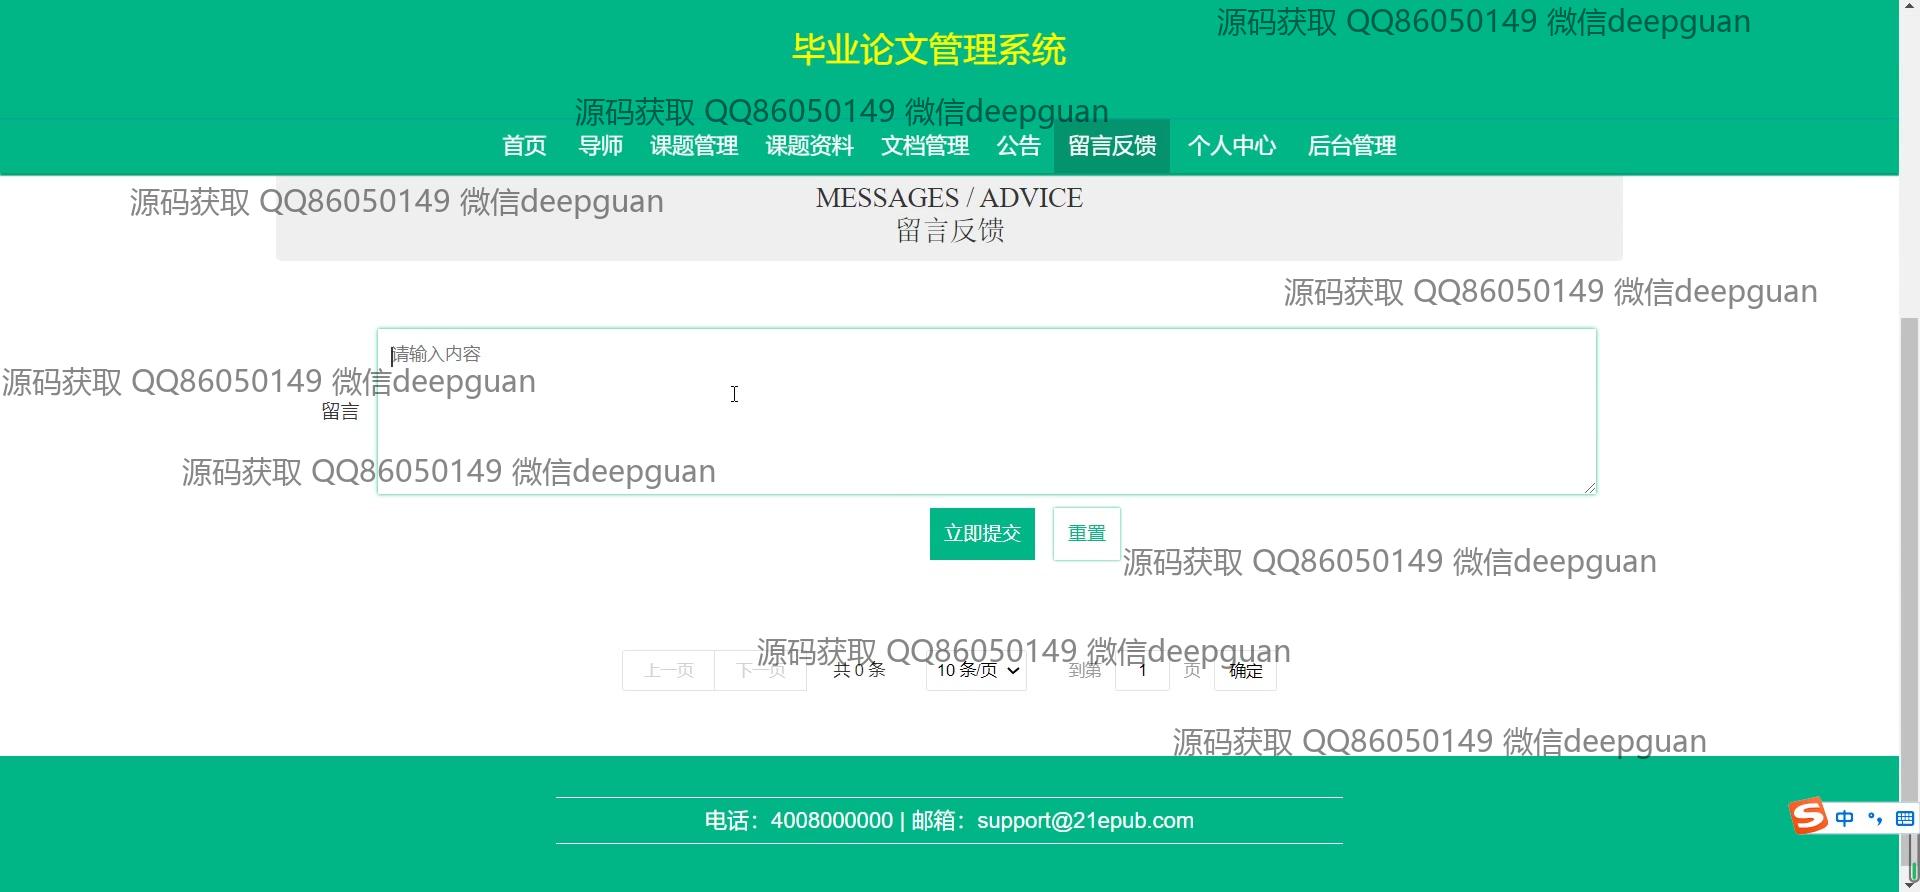 源码获取 QQ86050149 微信deepguan
毕业论文管理系统
源码获取 QQ86050149 微信deepguan
首页 导师 课题管理 课题资料 文档管理 公告 留言反馈 个人中心 后台管理
源码获取 QQ86050149 微信deepguan
MESSAGES / ADVICE
留言反馈
源码获取 QQ86050149 微信deepguan
请输入内容
源码获取 QQ86050149 微信deepguan
留言
源码获取 QQ86050149 微信deepguan
立即提交 重置
源码获取 QQ86050149 微信deepguan
源码获取 QQ86050149 微信deepguan
上一页 下一页 共 0 条 10 条/页 到第 1 页 确定
源码获取 QQ86050149 微信deepguan
电话：4008000000 | 邮箱：support@21epub.com
中